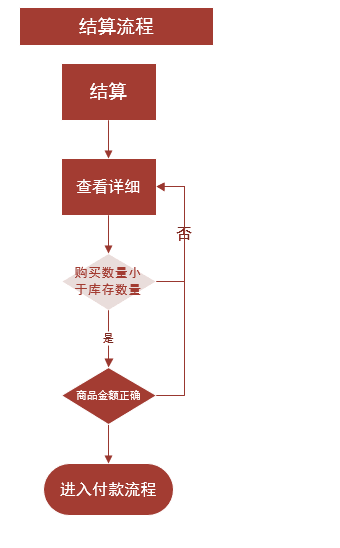 结算流程
结算
查看详细
否
购买数量小
于库存数量
是
商品金额正确
进入付款流程